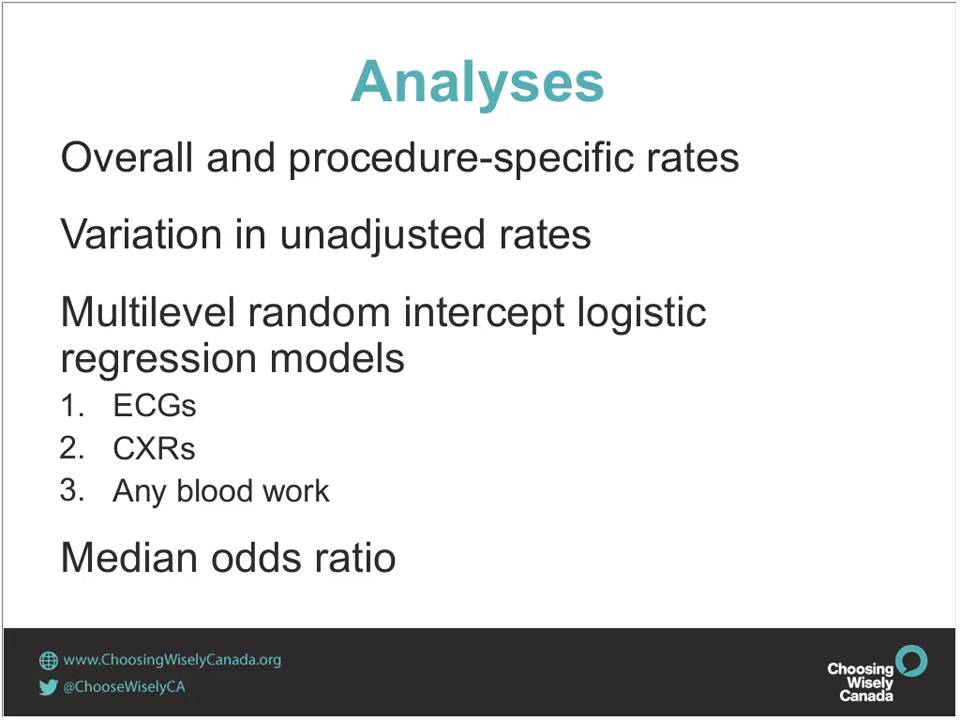 Analyses
Overall and procedure-specific rates
Variation in unadjusted rates
Multilevel random intercept logistic
regression models
1. ECGs
2. CXRs
3. Any blood work
Median odds ratio
www.ChoosingWiselyCanada.org
@ChooseWiselyCA
Choosing
Wisely
Canada